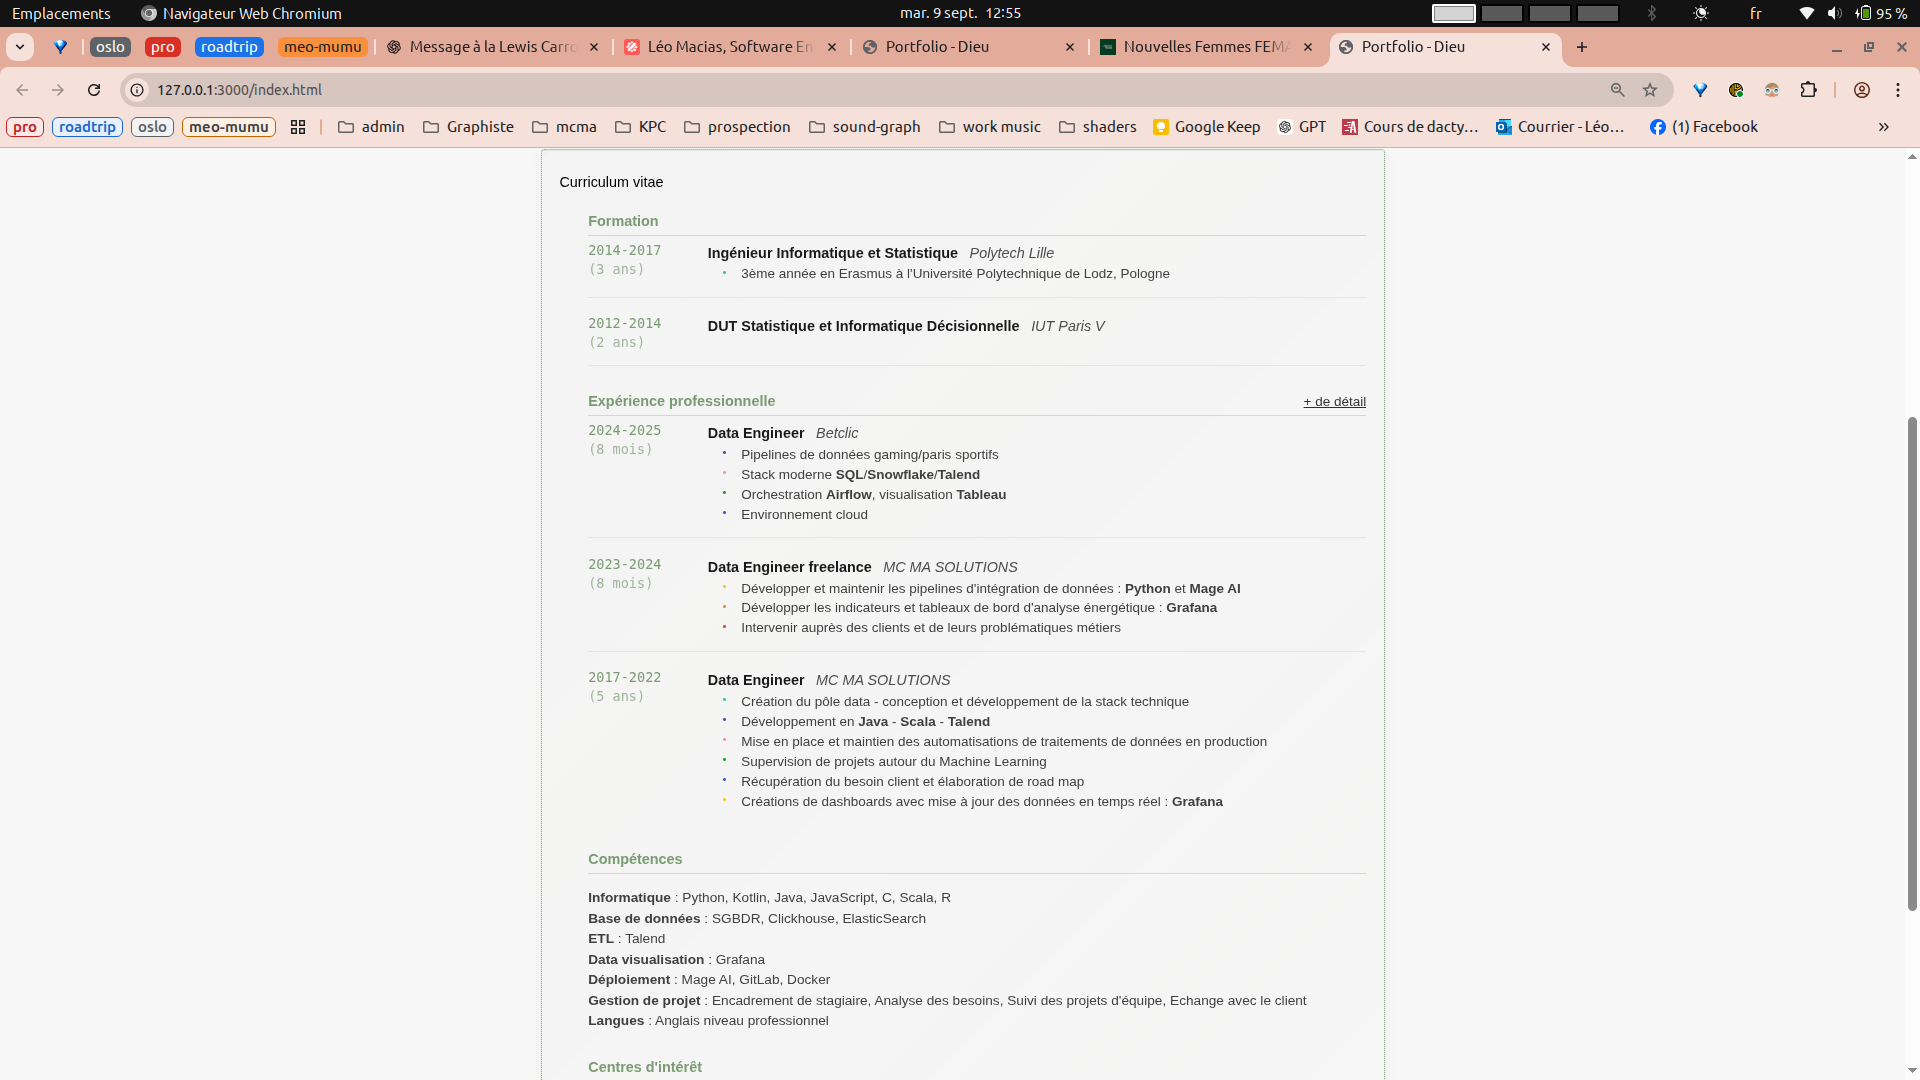 Emplacements
Navigateur Web Chromium
mar. 9 sept. 12:55
fr
95 %
oslo
pro
roadtrip
meo-mumu
Message à la Lewis Carro
Léo Macias, Software En
Portfolio - Dieu
Nouvelles Femmes FEMA
Portfolio - Dieu
127.0.0.1:3000/index.html
pro
roadtrip
oslo
meo-mumu
admin
Graphiste
mcma
KPC
prospection
sound-graph
work music
shaders
Google Keep
GPT
Cours de dacty…
Courrier - Léo…
(1) Facebook
Curriculum vitae
Formation
2014-2017
(3 ans)
Ingénieur Informatique et Statistique Polytech Lille
3ème année en Erasmus à l'Université Polytechnique de Lodz, Pologne
2012-2014
(2 ans)
DUT Statistique et Informatique Décisionnelle IUT Paris V
Expérience professionnelle
+ de détail
2024-2025
(8 mois)
Data Engineer Betclic
Pipelines de données gaming/paris sportifs
Stack moderne SQL/Snowflake/Talend
Orchestration Airflow, visualisation Tableau
Environnement cloud
2023-2024
(8 mois)
Data Engineer freelance MC MA SOLUTIONS
Développer et maintenir les pipelines d'intégration de données : Python et Mage AI
Développer les indicateurs et tableaux de bord d'analyse énergétique : Grafana
Intervenir auprès des clients et de leurs problématiques métiers
2017-2022
(5 ans)
Data Engineer MC MA SOLUTIONS
Création du pôle data - conception et développement de la stack technique
Développement en Java - Scala - Talend
Mise en place et maintien des automatisations de traitements de données en production
Supervision de projets autour du Machine Learning
Récupération du besoin client et élaboration de road map
Créations de dashboards avec mise à jour des données en temps réel : Grafana
Compétences
Informatique : Python, Kotlin, Java, JavaScript, C, Scala, R
Base de données : SGBDR, Clickhouse, ElasticSearch
ETL : Talend
Data visualisation : Grafana
Déploiement : Mage AI, GitLab, Docker
Gestion de projet : Encadrement de stagiaire, Analyse des besoins, Suivi des projets d'équipe, Echange avec le client
Langues : Anglais niveau professionnel
Centres d'intérêt